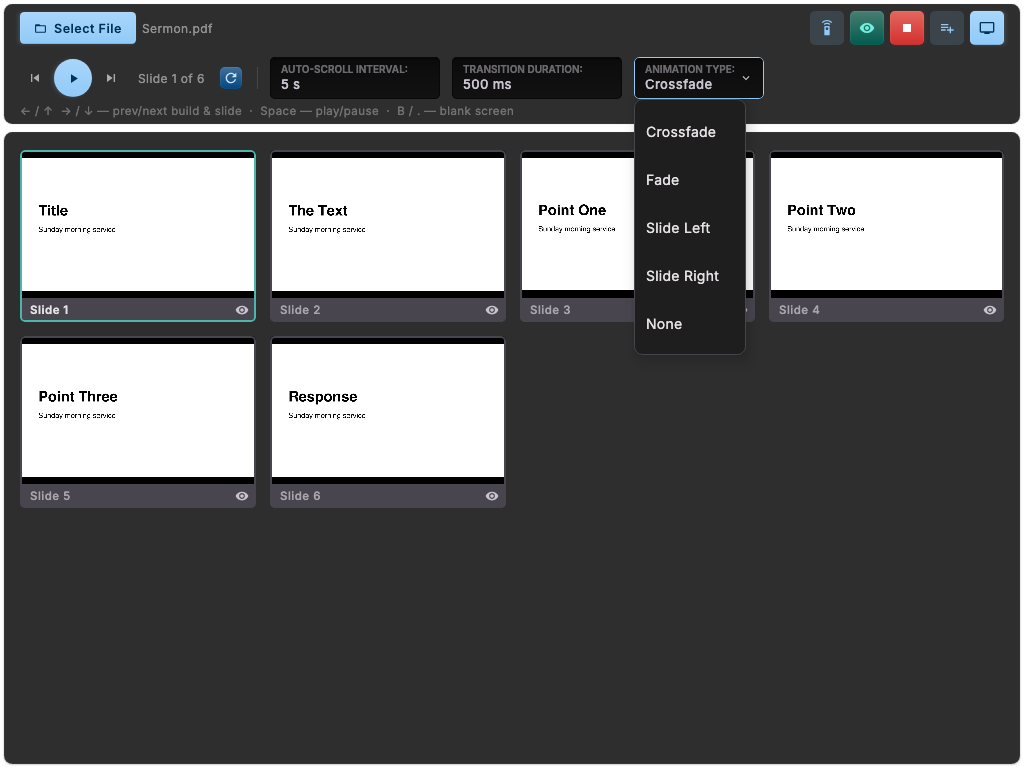 Select File
Sermon.pdf
Slide 1 of 6
AUTO-SCROLL INTERVAL:
5 s
TRANSITION DURATION:
500 ms
ANIMATION TYPE:
Crossfade
← / ↑ → / ↓ — prev/next build & slide · Space — play/pause · B / . — blank screen
Crossfade
Fade
Slide Left
Slide Right
None
Title
Sunday morning service
Slide 1
The Text
Sunday morning service
Slide 2
Point One
Sunday morning service
Slide 3
Point Two
Sunday morning service
Slide 4
Point Three
Sunday morning service
Slide 5
Response
Sunday morning service
Slide 6